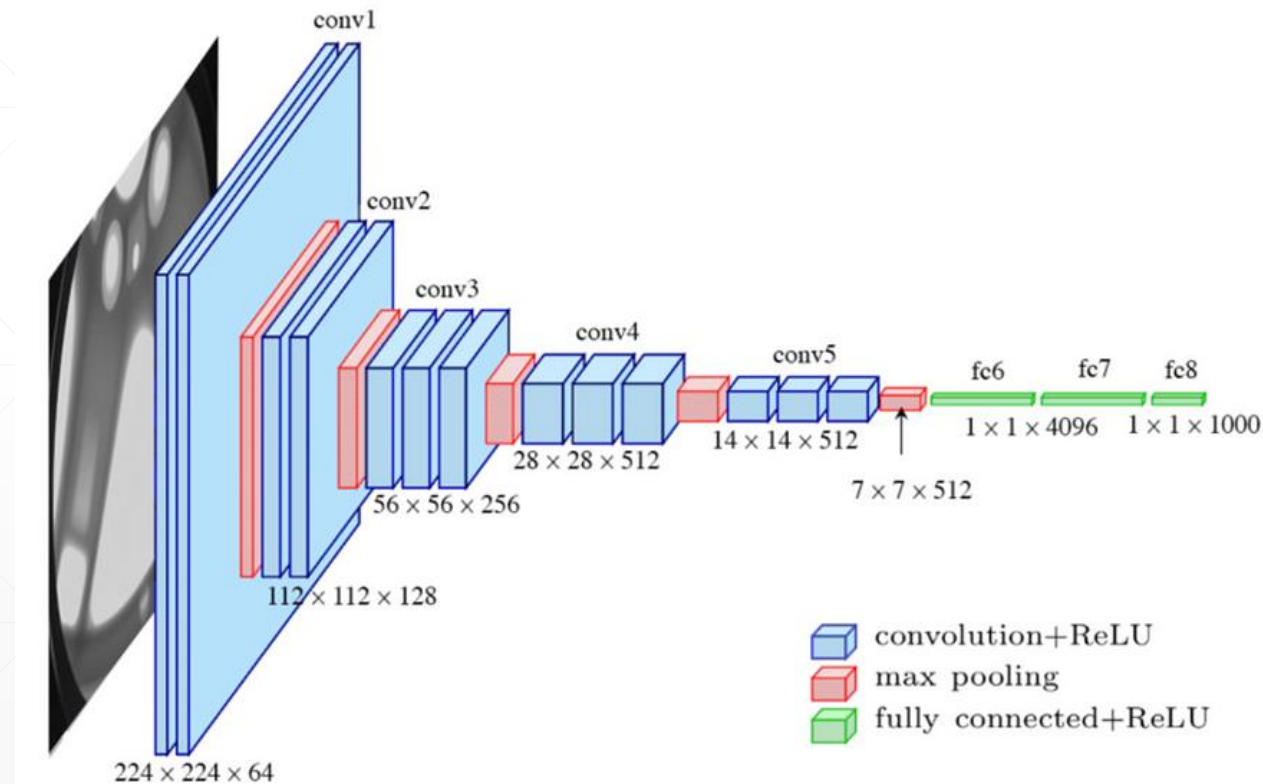 conv1
conv2
conv3
conv4
conv5
fc6
fc7
fc8
1 × 1 × 4096
1 × 1 × 1000
14 × 14 × 512
28 × 28 × 512
7 × 7 × 512
56 × 56 × 256
112 × 112 × 128
224 × 224 × 64
convolution+ReLU
max pooling
fully connected+ReLU